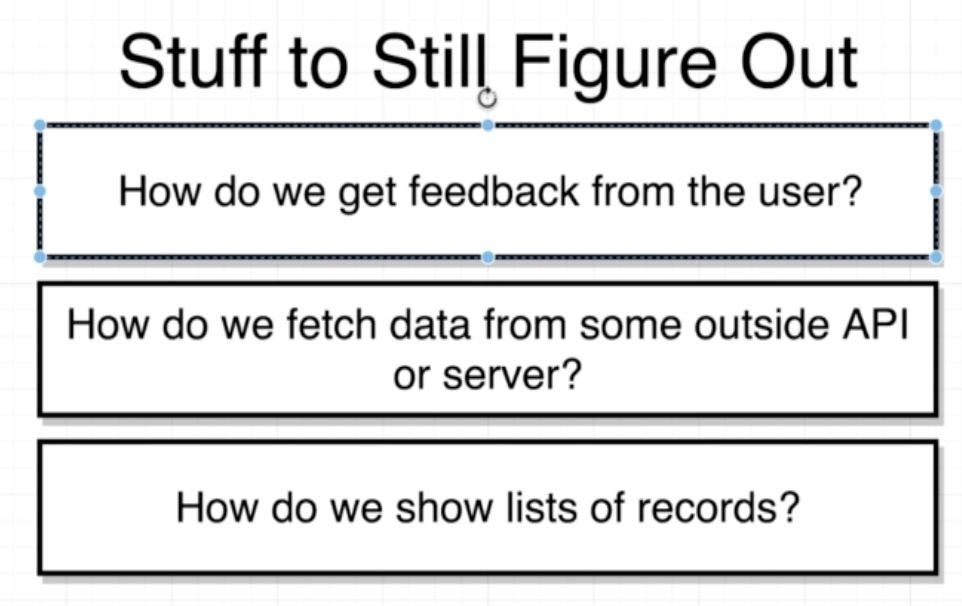 Stuff to Still Figure Out
How do we get feedback from the user?
How do we fetch data from some outside API
or server?
How do we show lists of records?